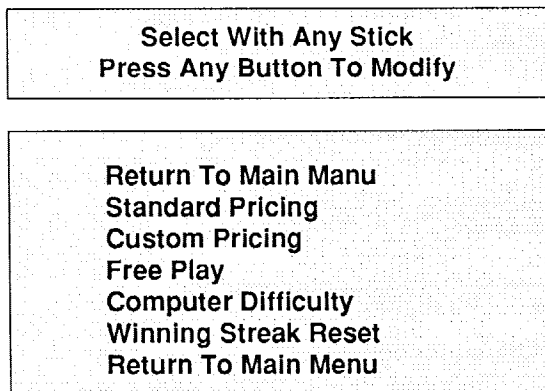 Select With Any Stick
Press Any Button To Modify
Return To Main Manu
Standard Pricing
Custom Pricing
Free Play
Computer Difficulty
Winning Streak Reset
Return To Main Menu